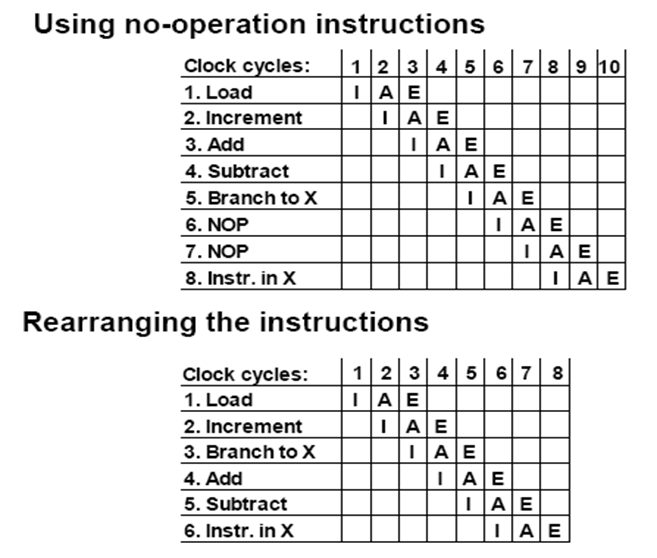 Using no-operation instructions
Clock cycles: 1 2 3 4 5 6 7 8 9 10
1. Load I A E
2. Increment I A E
3. Add I A E
4. Subtract I A E
5. Branch to X I A E
6. NOP I A E
7. NOP I A E
8. Instr. in X I A E
Rearranging the instructions
Clock cycles: 1 2 3 4 5 6 7 8
1. Load I A E
2. Increment I A E
3. Branch to X I A E
4. Add I A E
5. Subtract I A E
6. Instr. in X I A E